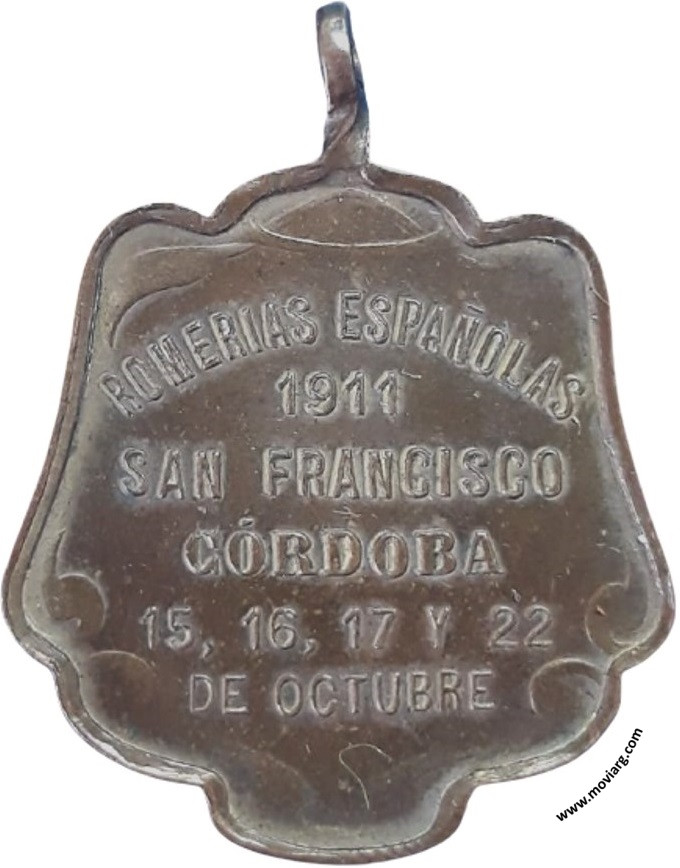 ROMERIAS ESPAÑOLAS
1911
SAN FRANCISCO
CÓRDOBA
15, 16, 17 Y 22
DE OCTUBRE
www.moviarg.com